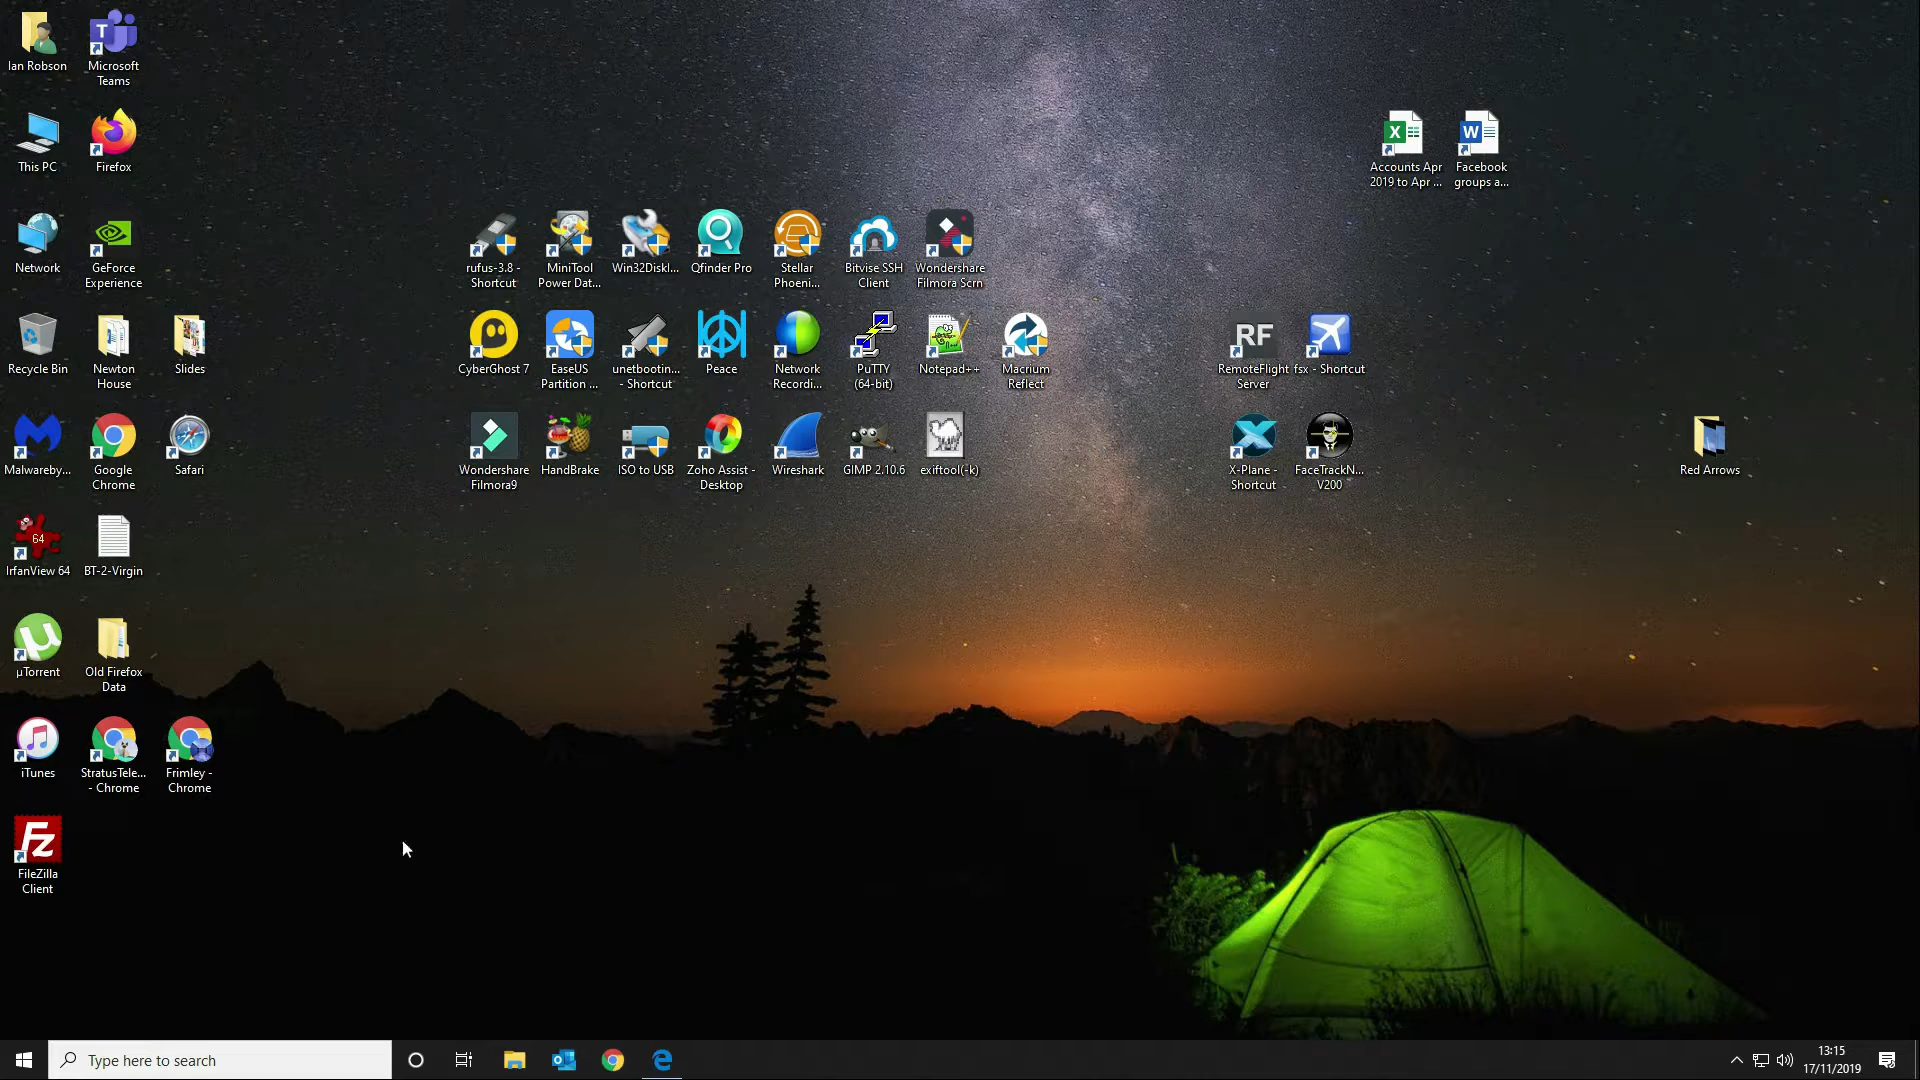 Ian Robson
Microsoft
Teams
This PC
Firefox
Accounts Apr
2019 to Apr ...
Facebook
groups a...
Network
GeForce
Experience
rufus-3.8 -
Shortcut
MiniTool
Power Dat...
Win32DiskI...
Qfinder Pro
Stellar
Phoeni...
Bitvise SSH
Client
Wondershare
Filmora Scrn
Recycle Bin
Newton
House
Slides
CyberGhost 7
EaseUS
Partition ...
unetbootin...
- Shortcut
Peace
Network
Recordi...
PuTTY
(64-bit)
Notepad++
Macrium
Reflect
RF
RemoteFlight
Server
fsx - Shortcut
Malwareby...
Google
Chrome
Safari
Wondershare
Filmora9
HandBrake
ISO to USB
Zoho Assist -
Desktop
Wireshark
GIMP 2.10.6
exiftool(-k)
X-Plane -
Shortcut
FaceTrackN...
V200
Red Arrows
64
IrfanView 64
BT-2-Virgin
µTorrent
Old Firefox
Data
iTunes
StratusTele...
- Chrome
Frimley -
Chrome
Fz
FileZilla
Client
Type here to search
13:15
17/11/2019